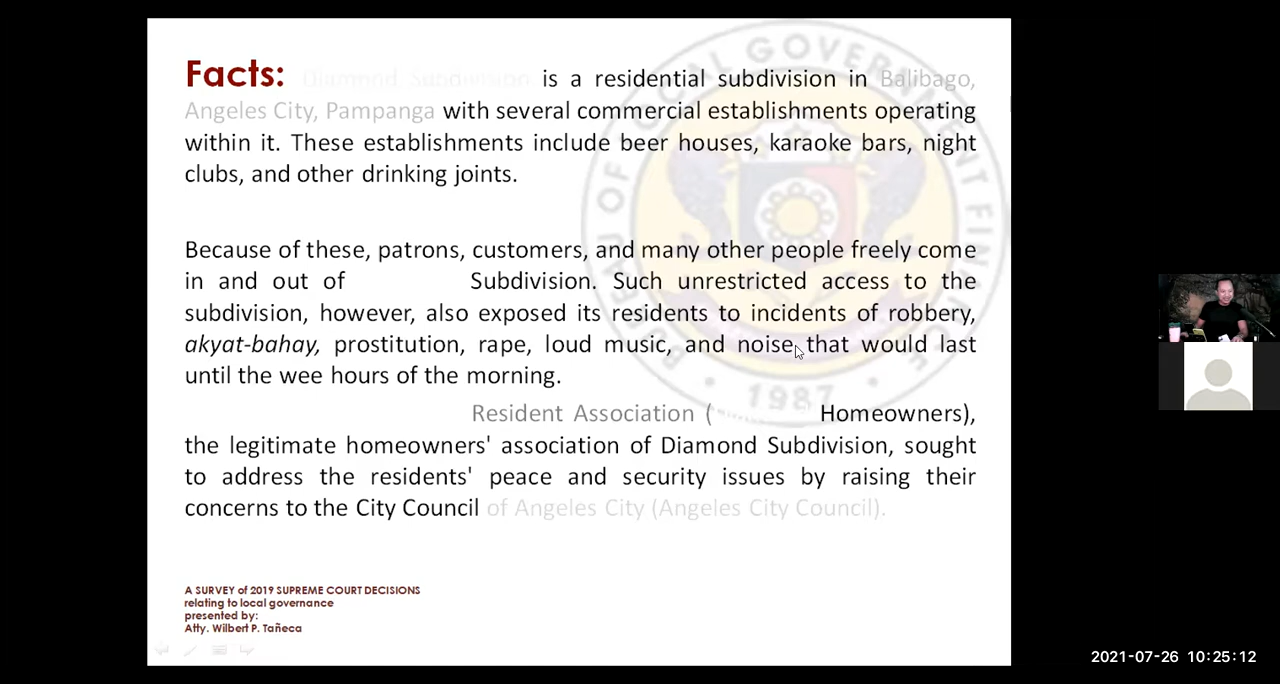 Facts: Diamond Subdivision is a residential subdivision in Balibago,
Angeles City, Pampanga with several commercial establishments operating
within it. These establishments include beer houses, karaoke bars, night
clubs, and other drinking joints.
Because of these, patrons, customers, and many other people freely come
in and out of Subdivision. Such unrestricted access to the
subdivision, however, also exposed its residents to incidents of robbery,
akyat-bahay, prostitution, rape, loud music, and noise that would last
until the wee hours of the morning.
Resident Association ( Homeowners),
the legitimate homeowners' association of Diamond Subdivision, sought
to address the residents' peace and security issues by raising their
concerns to the City Council of Angeles City (Angeles City Council).
A SURVEY of 2019 SUPREME COURT DECISIONS
relating to local governance
presented by:
Atty. Wilbert P. Tañeca
BUREAU OF LOCAL GOVERNMENT FINANCE
• 1987 •
2021-07-26 10:25:12